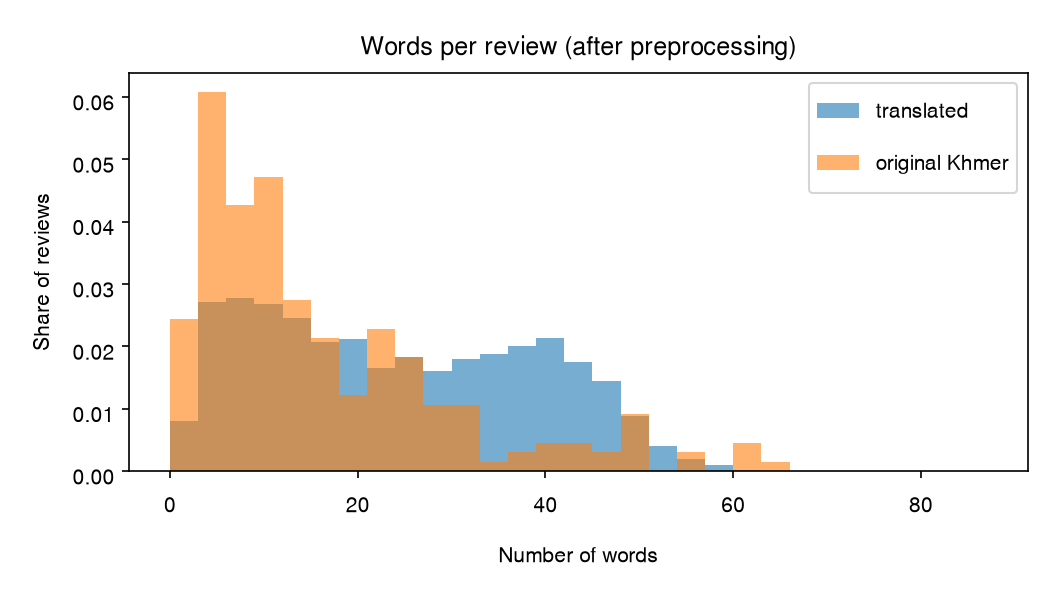 Words per review (after preprocessing)
translated
original Khmer
0.06
0.05
0.04
0.03
0.02
0.01
0.00
Share of reviews
0 20 40 60 80
Number of words